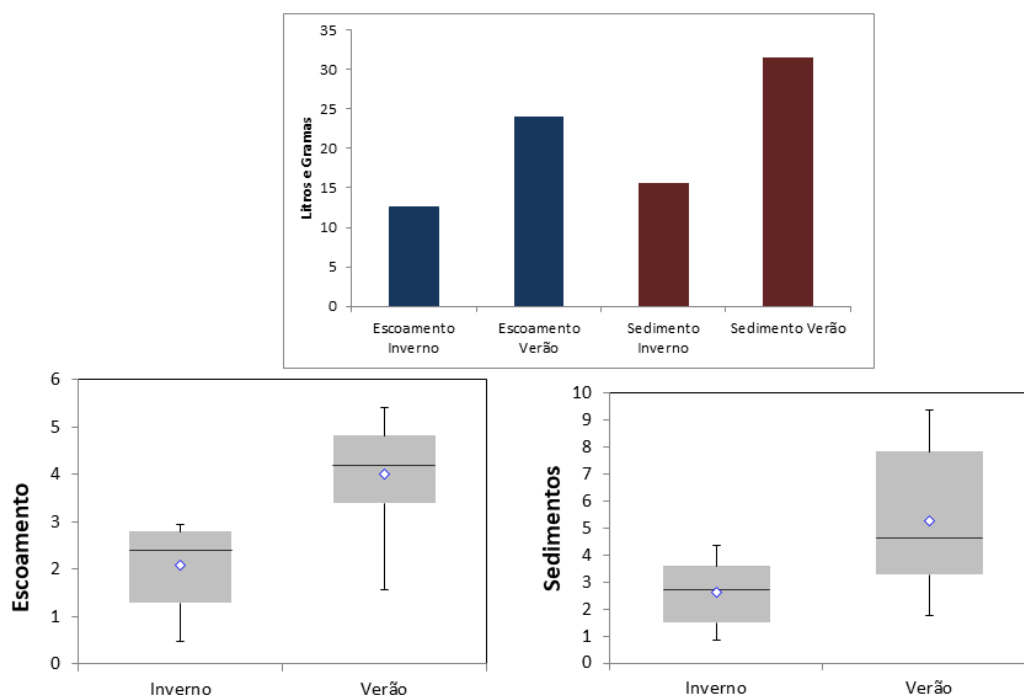 Litros e Gramas
35
30
25
20
15
10
5
0
Escoamento
Inverno
Escoamento
Verão
Sedimento
Inverno
Sedimento Verão
Escoamento
6
5
4
3
2
1
0
Inverno
Verão
Sedimentos
10
9
8
7
6
5
4
3
2
1
0
Inverno
Verão